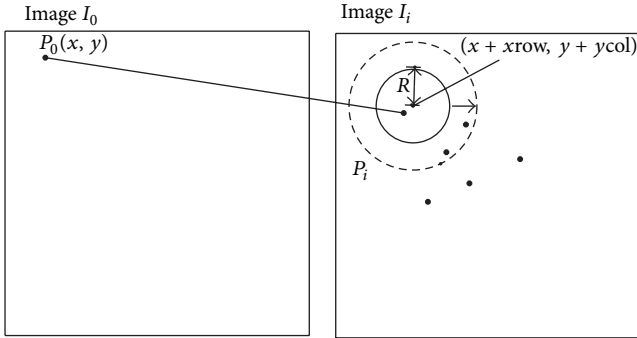 Image I₀
P₀(x, y)
Image Iᵢ
(x + xrow, y + ycol)
R
Pᵢ